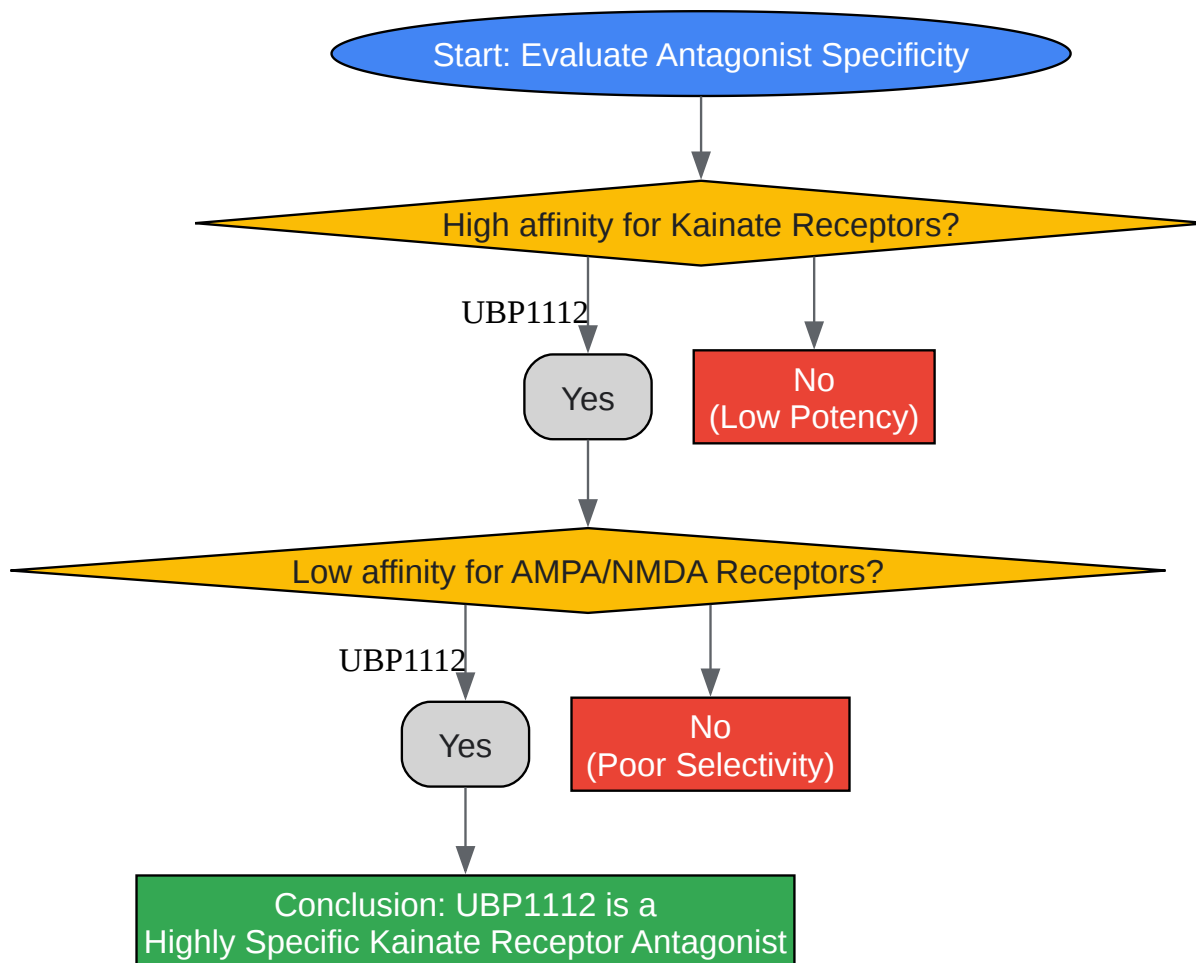 Start: Evaluate Antagonist Specificity
High affinity for Kainate Receptors?
UBP1112
Yes
No
(Low Potency)
Low affinity for AMPA/NMDA Receptors?
UBP1112
Yes
No
(Poor Selectivity)
Conclusion: UBP1112 is a
Highly Specific Kainate Receptor Antagonist